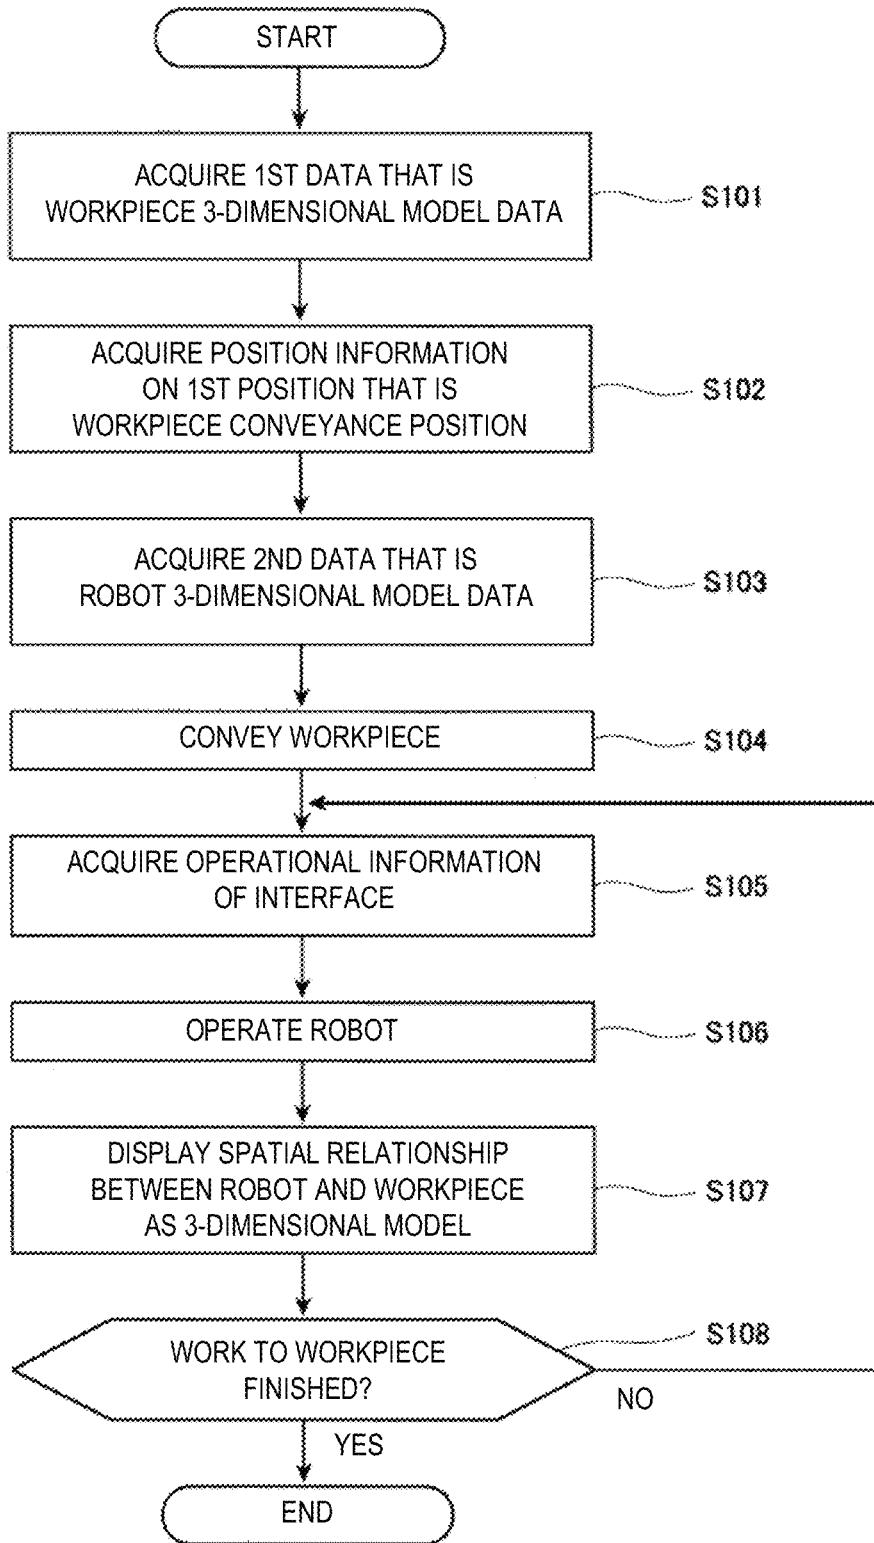 START
ACQUIRE 1ST DATA THAT IS
WORKPIECE 3-DIMENSIONAL MODEL DATA
S101
ACQUIRE POSITION INFORMATION
ON 1ST POSITION THAT IS
WORKPIECE CONVEYANCE POSITION
S102
ACQUIRE 2ND DATA THAT IS
ROBOT 3-DIMENSIONAL MODEL DATA
S103
CONVEY WORKPIECE
S104
ACQUIRE OPERATIONAL INFORMATION
OF INTERFACE
S105
OPERATE ROBOT
S106
DISPLAY SPATIAL RELATIONSHIP
BETWEEN ROBOT AND WORKPIECE
AS 3-DIMENSIONAL MODEL
S107
WORK TO WORKPIECE
FINISHED?
S108
NO
YES
END